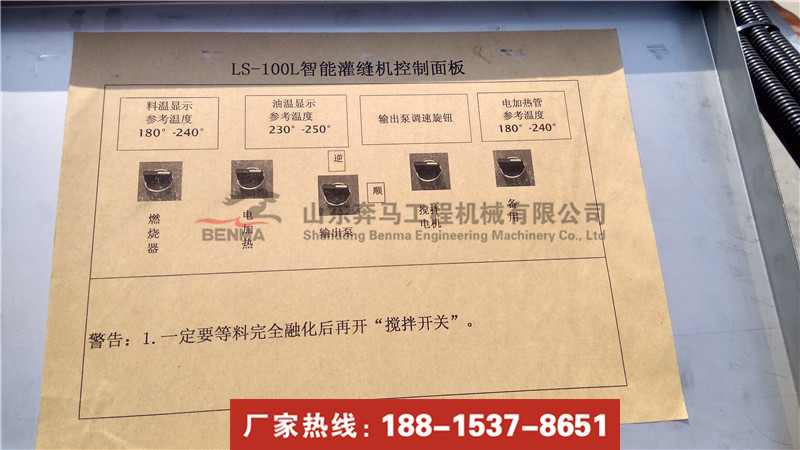 LS-100L智能灌缝机控制面板
料温显示
参考温度
180° -240°
油温显示
参考温度
230° -250°
输出泵调速旋钮
电加热管
参考温度
180° -240°
逆
顺
燃烧器
电加热
输出泵
搅拌
电机
备用
BENMA
山东奔马工程机械有限公司
Shandong Benma Engineering Machinery Co., Ltd
警告：1.一定要等料完全融化后再开“搅拌开关”。
厂家热线：188-1537-8651